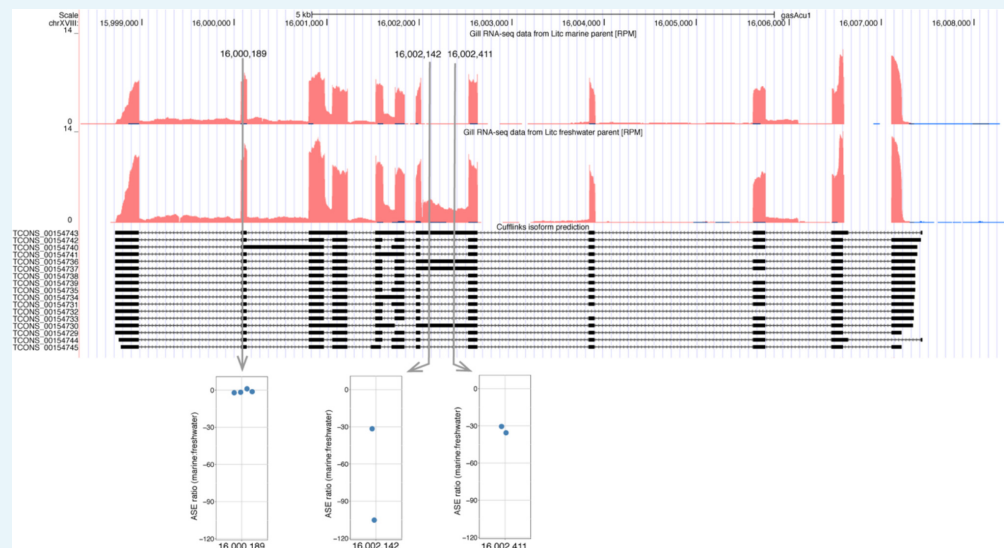 Scale 5 kb gasAcu1
chrXVIII: 15,999,000 16,000,000 16,001,000 16,002,000 16,003,000 16,004,000 16,005,000 16,006,000 16,007,000 16,008,000
14
Gill RNA-seq data from Litc marine parent [RPM]
16,000,189 16,002,142 16,002,411
0
14
Gill RNA-seq data from Litc freshwater parent [RPM]
0
Cufflinks isoform prediction
TCONS_00154743
TCONS_00154742
TCONS_00154740
TCONS_00154741
TCONS_00154736
TCONS_00154737
TCONS_00154738
TCONS_00154739
TCONS_00154735
TCONS_00154734
TCONS_00154731
TCONS_00154732
TCONS_00154733
TCONS_00154730
TCONS_00154729
TCONS_00154744
TCONS_00154745
ASE ratio (marine:freshwater)
0
−30
−60
−90
−120
16,000,189
ASE ratio (marine:freshwater)
0
−30
−60
−90
−120
16,002,142
ASE ratio (marine:freshwater)
0
−30
−60
−90
−120
16,002,411